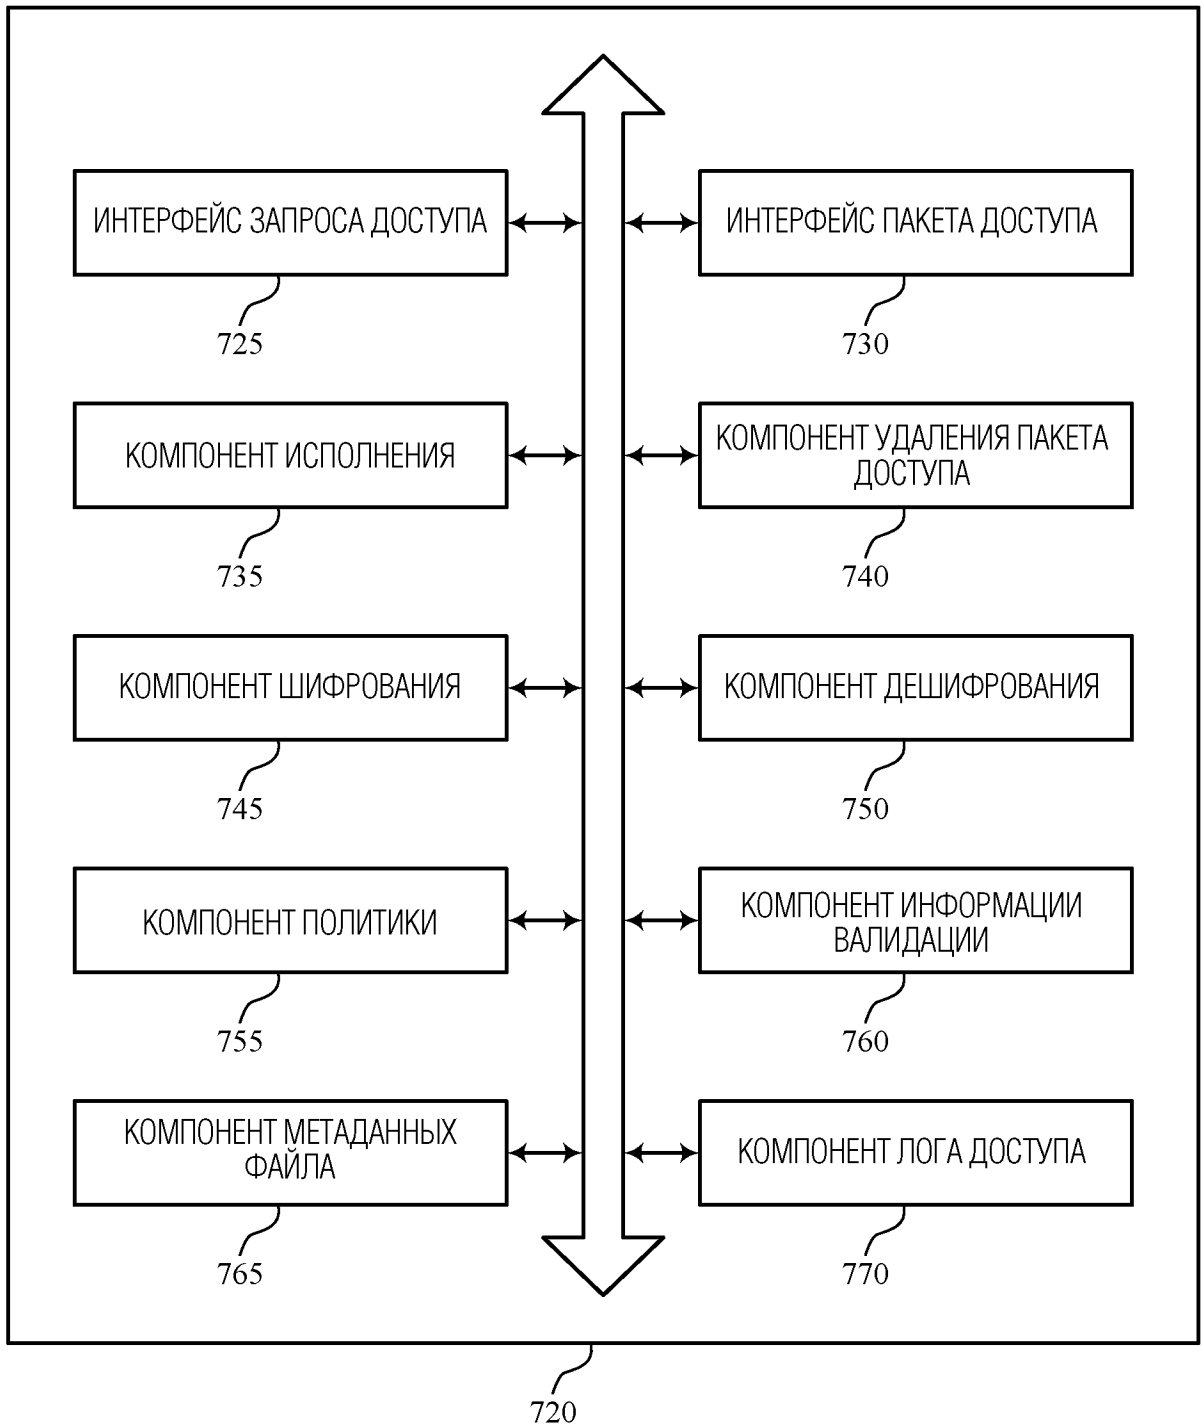 ИНТЕРФЕЙС ЗАПРОСА ДОСТУПА
725
ИНТЕРФЕЙС ПАКЕТА ДОСТУПА
730
КОМПОНЕНТ ИСПОЛНЕНИЯ
735
КОМПОНЕНТ УДАЛЕНИЯ ПАКЕТА
ДОСТУПА
740
КОМПОНЕНТ ШИФРОВАНИЯ
745
КОМПОНЕНТ ДЕШИФРОВАНИЯ
750
КОМПОНЕНТ ПОЛИТИКИ
755
КОМПОНЕНТ ИНФОРМАЦИИ
ВАЛИДАЦИИ
760
КОМПОНЕНТ МЕТАДАННЫХ
ФАЙЛА
765
КОМПОНЕНТ ЛОГА ДОСТУПА
770
720